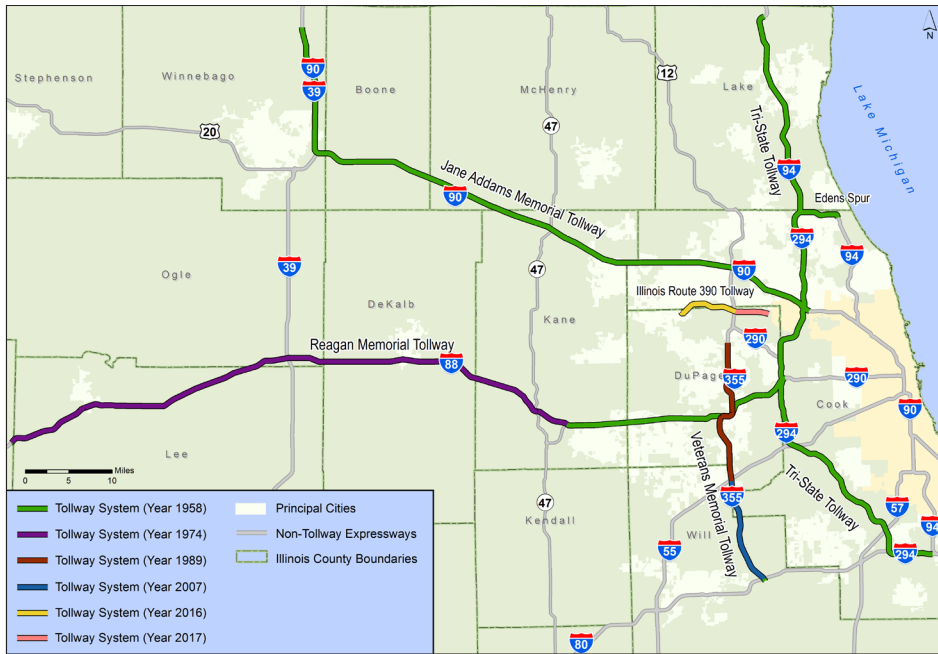 N
Stephenson
Winnebago
90
39
Boone
McHenry
12
Lake
Lake Michigan
20
47
Tri-State Tollway
94
Jane Addams Memorial Tollway
90
Edens Spur
294
94
39
Ogle
47
90
DeKalb
Illinois Route 390 Tollway
Kane
Reagan Memorial Tollway
88
290
355
DuPage
290
Cook
90
Lee
294
Miles
0 5 10
Veterans Memorial Tollway
Tri-State Tollway
355
47
Kendall
57
94
Will
55
294
80
Tollway System (Year 1958)
Tollway System (Year 1974)
Tollway System (Year 1989)
Tollway System (Year 2007)
Tollway System (Year 2016)
Tollway System (Year 2017)
Principal Cities
Non-Tollway Expressways
Illinois County Boundaries